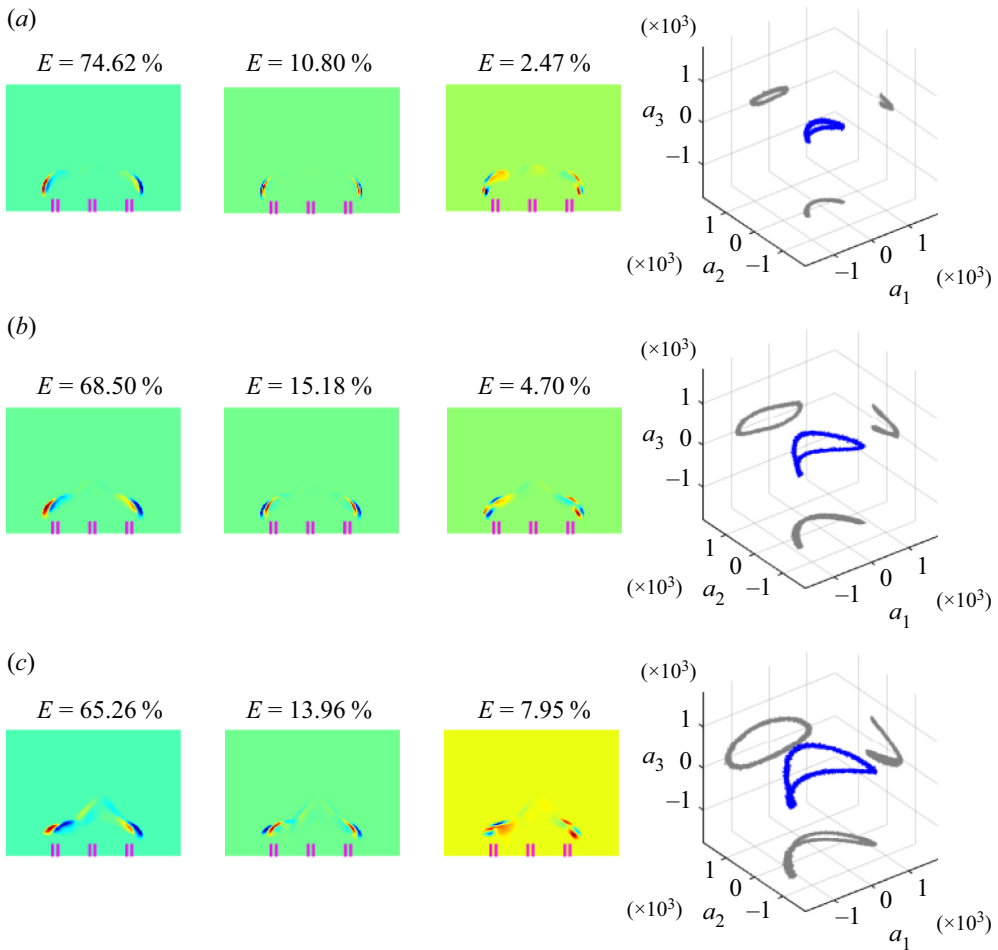 (a)
E = 74.62 % E = 10.80 % E = 2.47 %
(×10³)
1
0
a₃
−1
1
0
−1
(×10³) a₂
−1
0
1
a₁ (×10³)
(b)
E = 68.50 % E = 15.18 % E = 4.70 %
(×10³)
1
0
a₃
−1
1
0
−1
(×10³) a₂
−1
0
1
a₁ (×10³)
(c)
E = 65.26 % E = 13.96 % E = 7.95 %
(×10³)
1
0
a₃
−1
1
0
−1
(×10³) a₂
−1
0
1
a₁ (×10³)